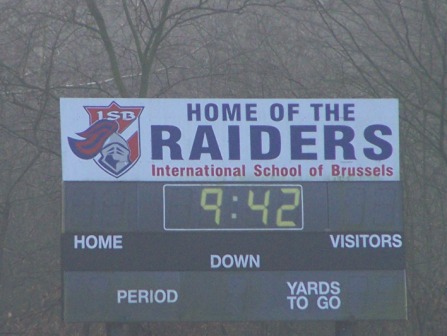 ISB
HOME OF THE
RAIDERS
International School of Brussels
9:42
HOME
VISITORS
DOWN
PERIOD
YARDS
TO GO